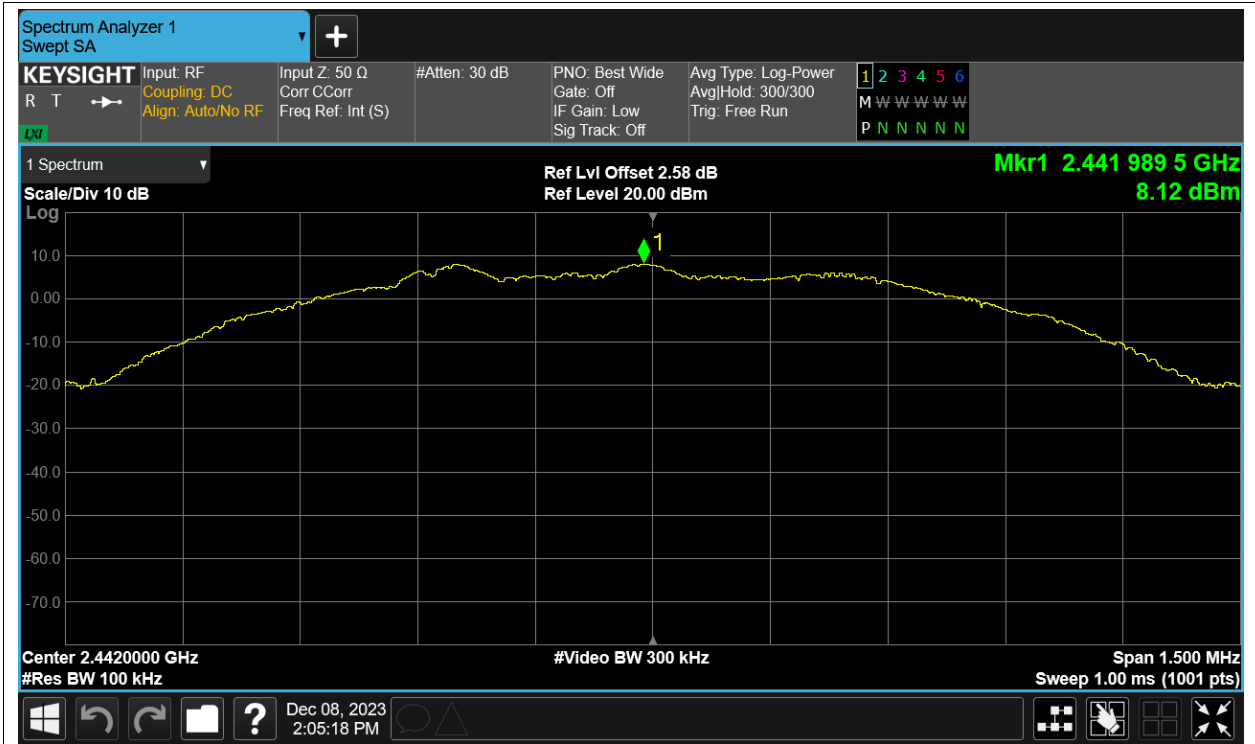 Spectrum Analyzer 1
Swept SA
+
KEYSIGHT
R T
LXI
Input: RF
Coupling: DC
Align: Auto/No RF
Input Z: 50 Ω
Corr CCorr
Freq Ref: Int (S)
#Atten: 30 dB
PNO: Best Wide
Gate: Off
IF Gain: Low
Sig Track: Off
Avg Type: Log-Power
Avg|Hold: 300/300
Trig: Free Run
1 2 3 4 5 6
M W W W W W
P N N N N N
1 Spectrum
Scale/Div 10 dB
Log
Ref Lvl Offset 2.58 dB
Ref Level 20.00 dBm
Mkr1 2.441 989 5 GHz
8.12 dBm
1
10.0
0.00
-10.0
-20.0
-30.0
-40.0
-50.0
-60.0
-70.0
Center 2.4420000 GHz
#Res BW 100 kHz
#Video BW 300 kHz
Span 1.500 MHz
Sweep 1.00 ms (1001 pts)
?
Dec 08, 2023
2:05:18 PM